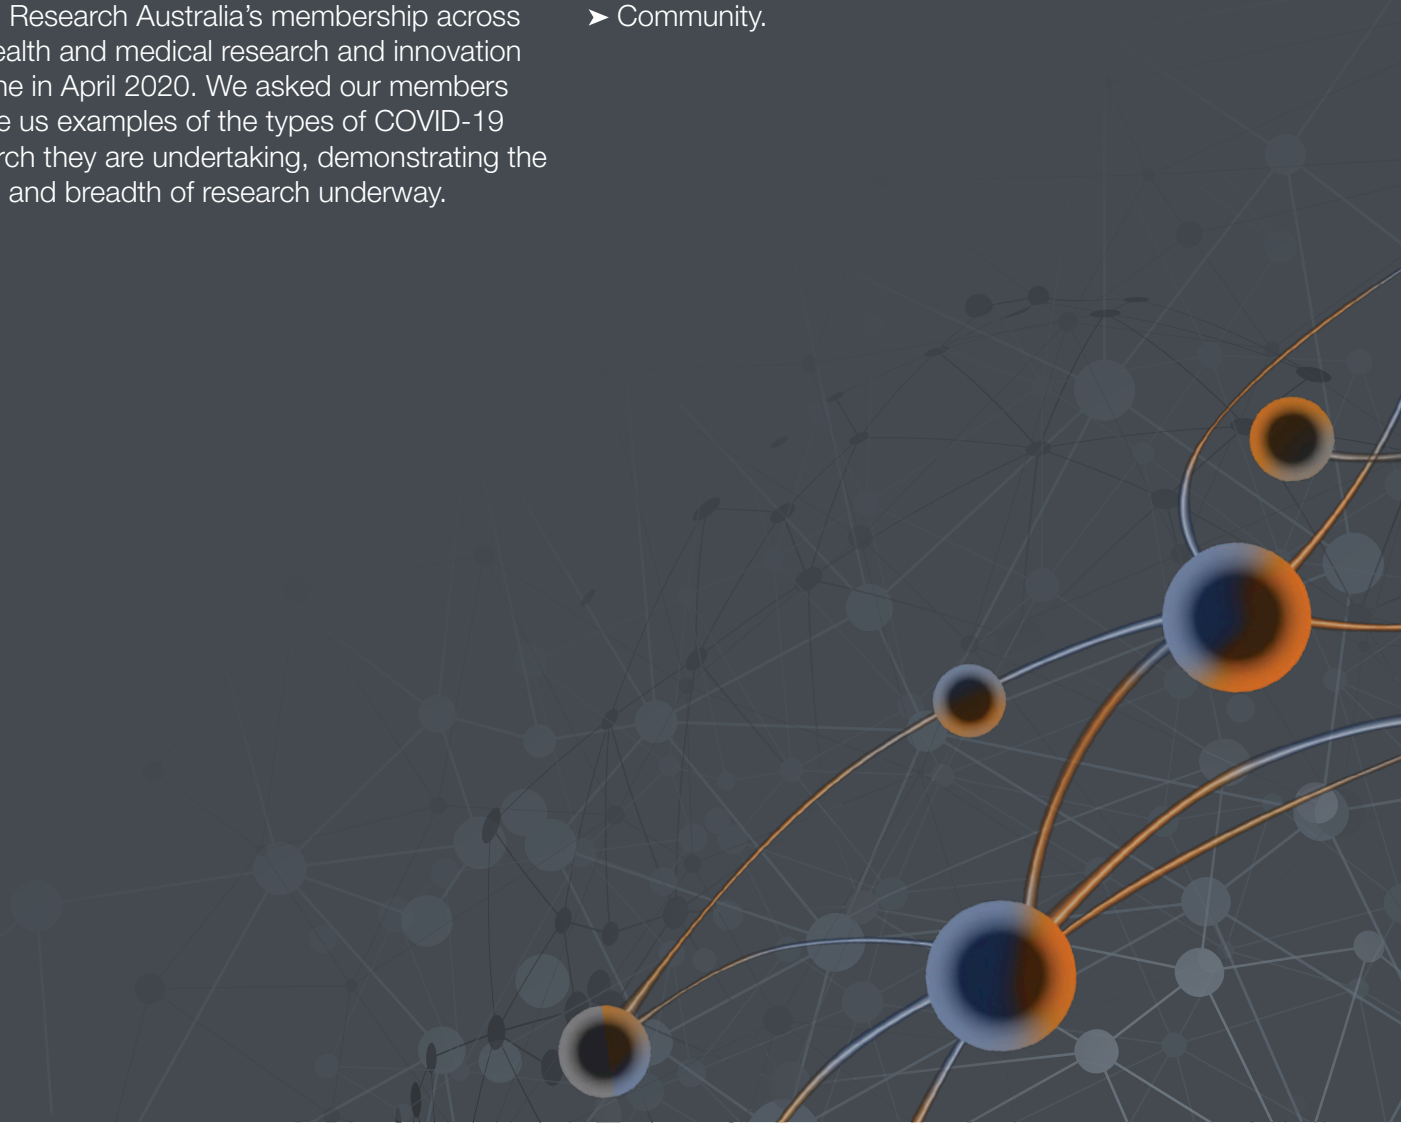 Research Australia's membership across
ealth and medical research and innovation
ne in April 2020. We asked our members
e us examples of the types of COVID-19
rch they are undertaking, demonstrating the
and breadth of research underway.
➤ Community.